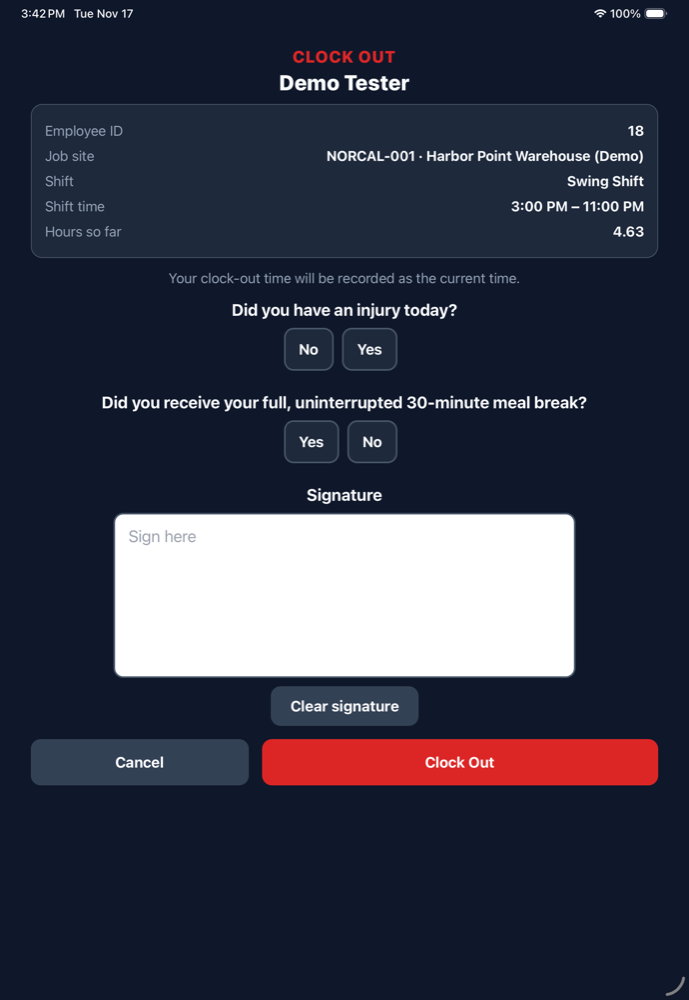 3:42 PM Tue Nov 17
100%
CLOCK OUT
Demo Tester
Employee ID 18
Job site NORCAL-001 · Harbor Point Warehouse (Demo)
Shift Swing Shift
Shift time 3:00 PM – 11:00 PM
Hours so far 4.63
Your clock-out time will be recorded as the current time.
Did you have an injury today?
No Yes
Did you receive your full, uninterrupted 30-minute meal break?
Yes No
Signature
Sign here
Clear signature
Cancel Clock Out